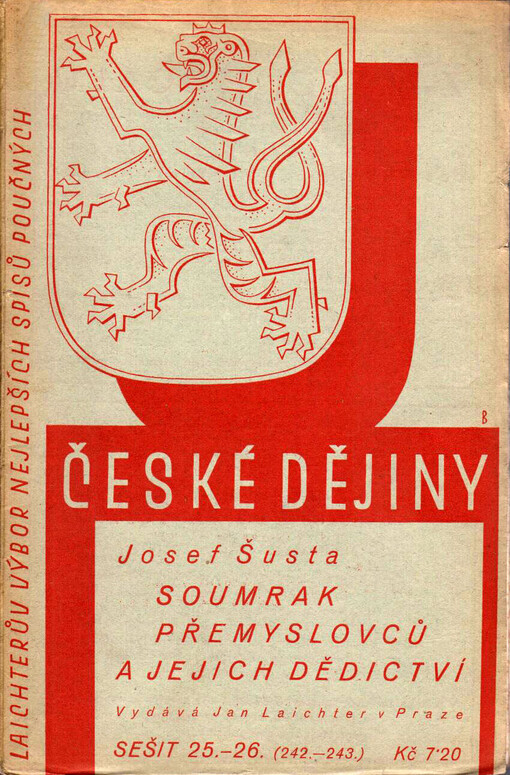 LAICHTERŮV VÝBOR NEJLEPŠÍCH SPISŮ POUČNÝCH
B
ČESKÉ DĚJINY
Josef Šusta
SOUMRAK
PŘEMYSLOVCŮ
A JEJICH DĚDICTVÍ
Vydává Jan Laichter v Praze
SEŠIT 25.–26. (242.–243.) Kč 7·20